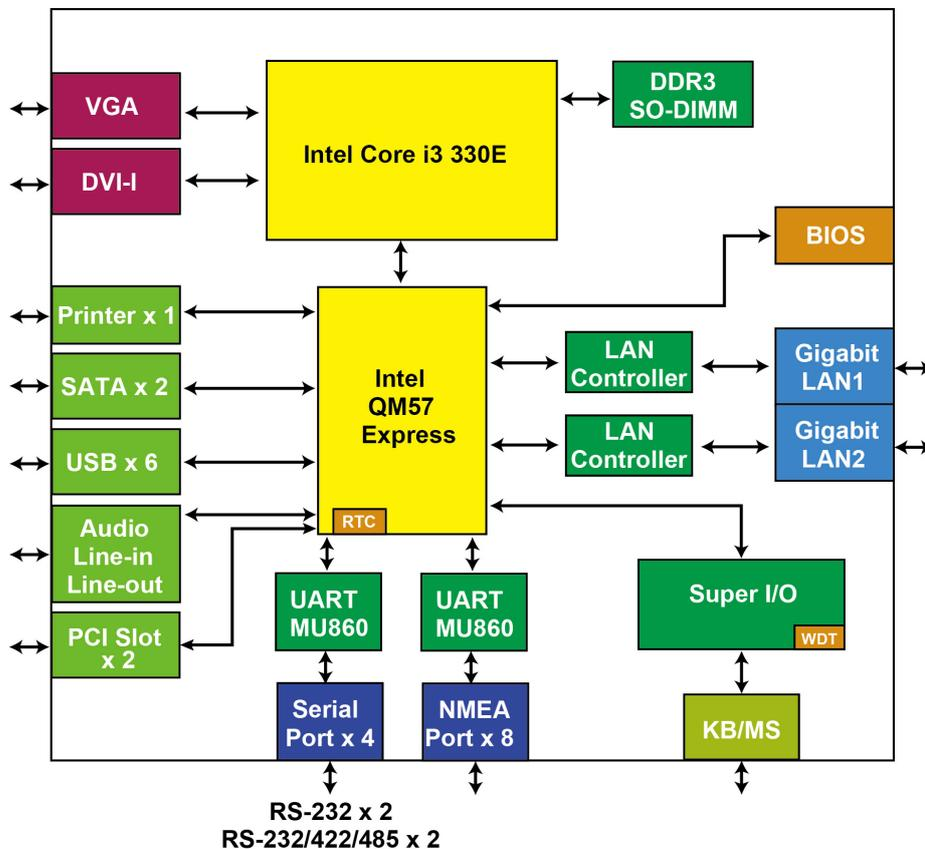 VGA
DVI-I
Intel Core i3 330E
DDR3
SO-DIMM
BIOS
Printer x 1
SATA x 2
USB x 6
Audio
Line-in
Line-out
PCI Slot
x 2
Intel
QM57
Express
RTC
LAN
Controller
LAN
Controller
Gigabit
LAN1
Gigabit
LAN2
UART
MU860
UART
MU860
Super I/O
WDT
Serial
Port x 4
NMEA
Port x 8
KB/MS
RS-232 x 2
RS-232/422/485 x 2